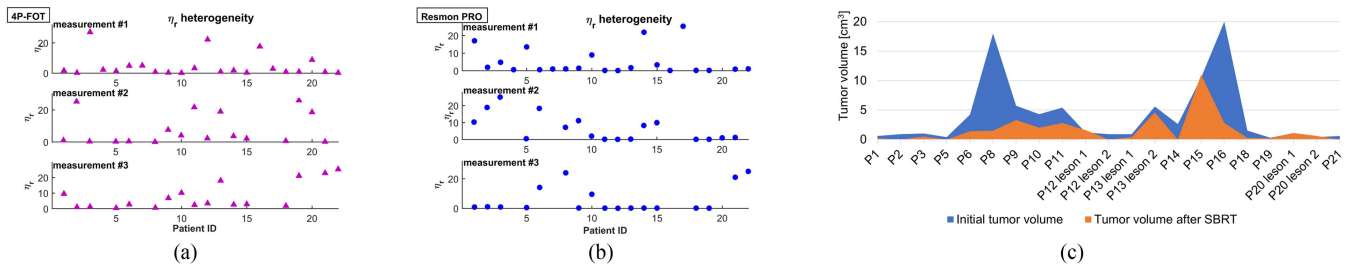 4P-FOT
measurement #1
ηr heterogeneity
ηr
20
0
5
10
15
20
measurement #2
ηr
20
0
5
10
15
20
measurement #3
ηr
20
10
0
5
10
15
20
Patient ID
(a)
Resmon PRO
measurement #1
ηr heterogeneity
ηr
20
10
0
5
10
15
20
measurement #2
ηr
20
10
0
5
10
15
20
measurement #3
ηr
20
10
0
5
10
15
20
Patient ID
(b)
Tumor volume [cm³]
20
15
10
5
0
P1
P2
P3
P5
P6
P8
P9
P10
P11
P12 leson 1
P12 leson 2
P13 leson 1
P13 leson 2
P14
P15
P16
P18
P19
P20 leson 1
P20 leson 2
P21
Initial tumor volume
Tumor volume after SBRT
(c)